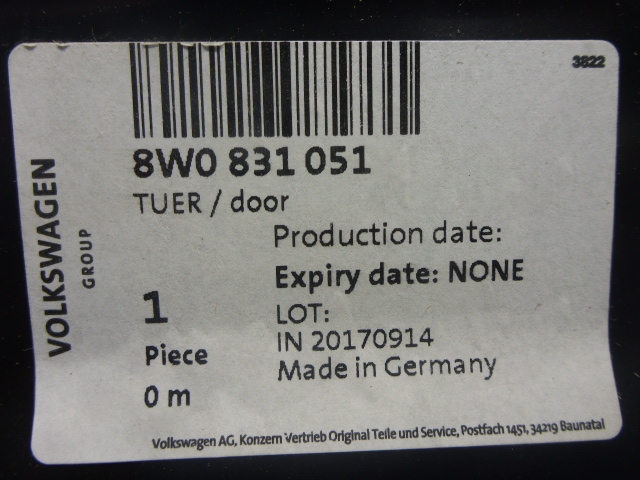 3822
8W0 831 051
TUER / door
Production date:
Expiry date: NONE
LOT:
IN 20170914
Made in Germany
1
Piece
0 m
VOLKSWAGEN
GROUP
Volkswagen AG, Konzern Vertrieb Original Teile und Service, Postfach 1451, 34219 Baunatal